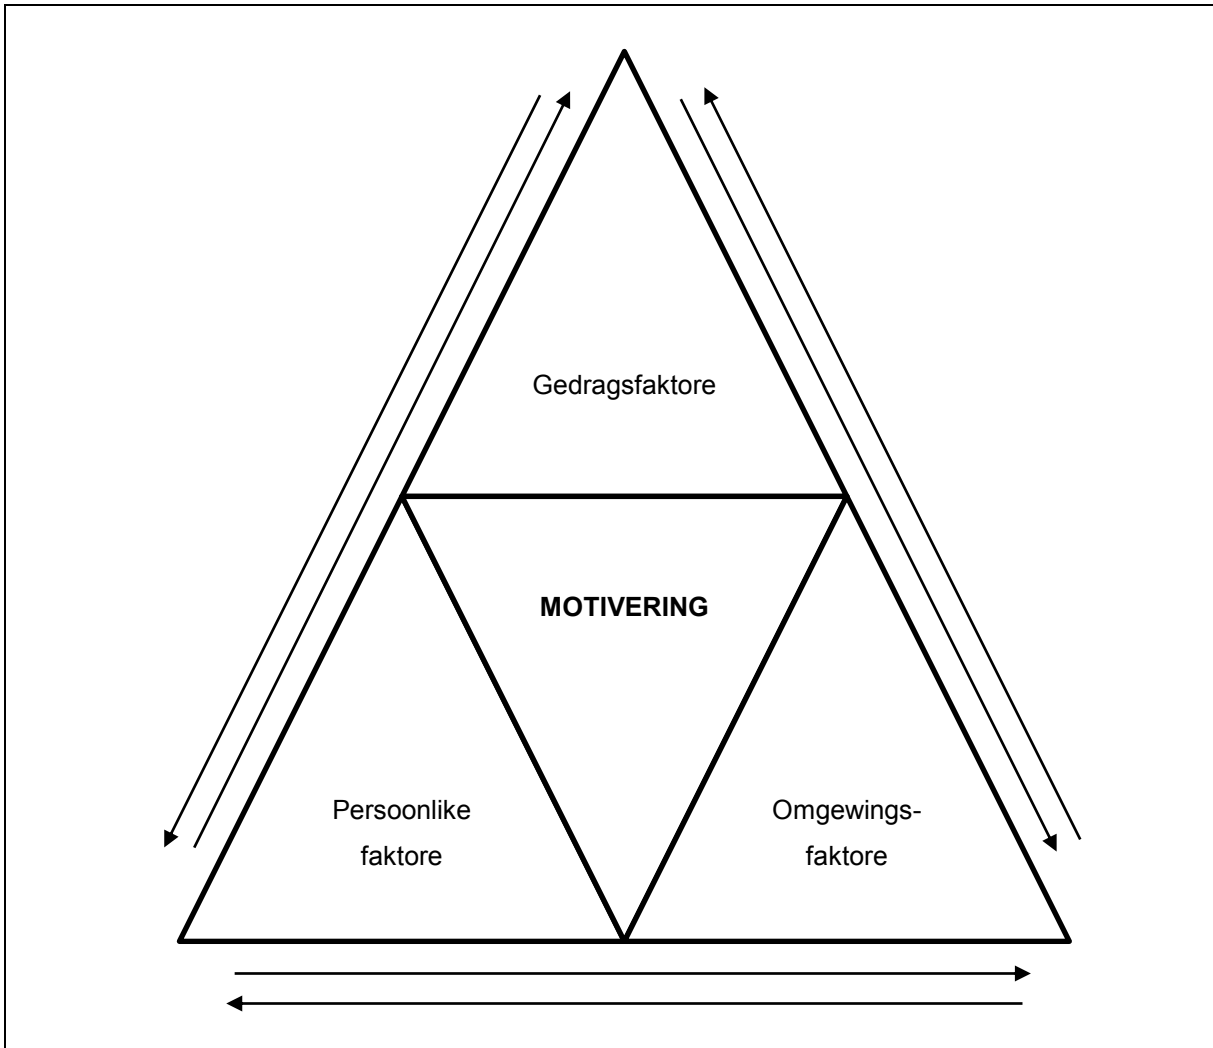 Gedragsfaktore
MOTIVERING
Persoonlike
faktore
Omgewings-
faktore